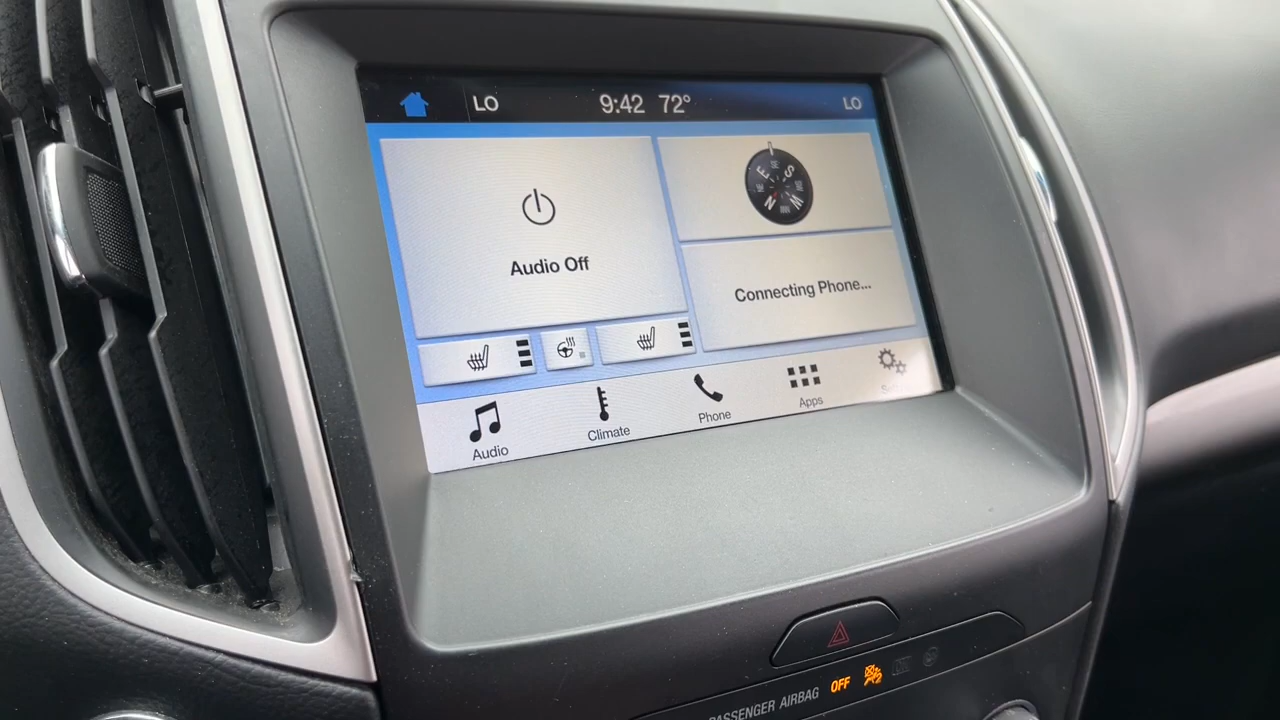 LO 9:42 72° LO
Audio Off
E S
N W
Connecting Phone...
Audio Climate Phone Apps
PASSENGER AIRBAG OFF